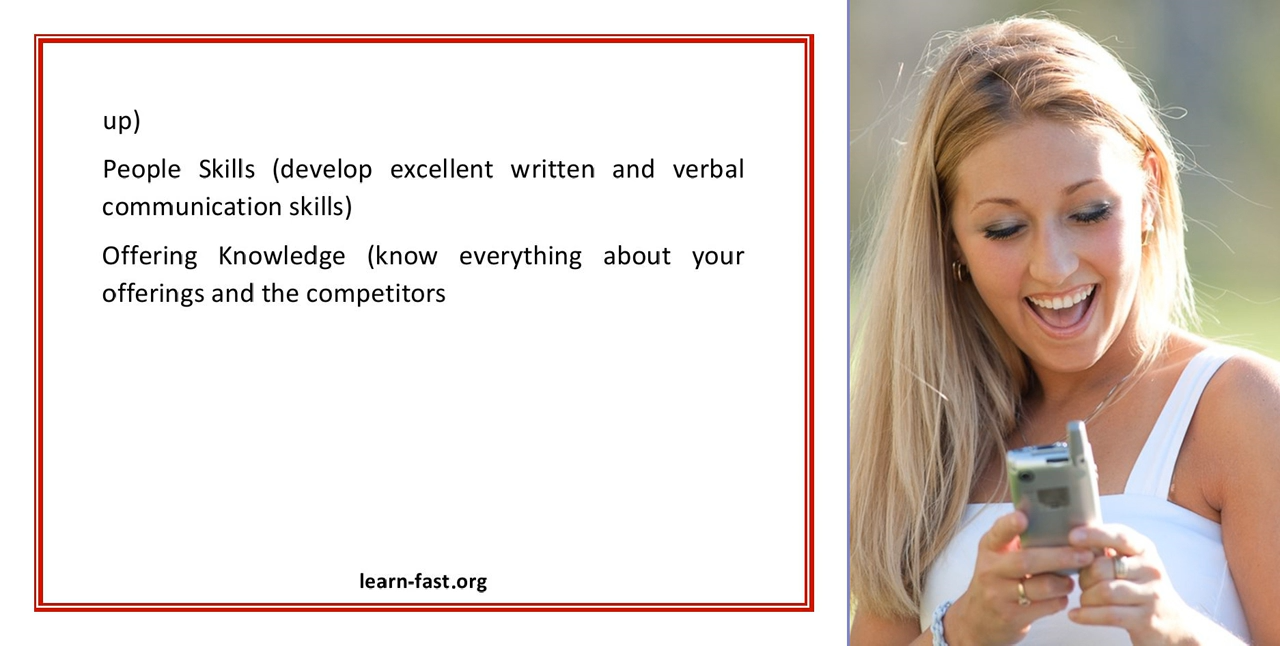 up)
People Skills (develop excellent written and verbal
communication skills)
Offering Knowledge (know everything about your
offerings and the competitors
learn-fast.org